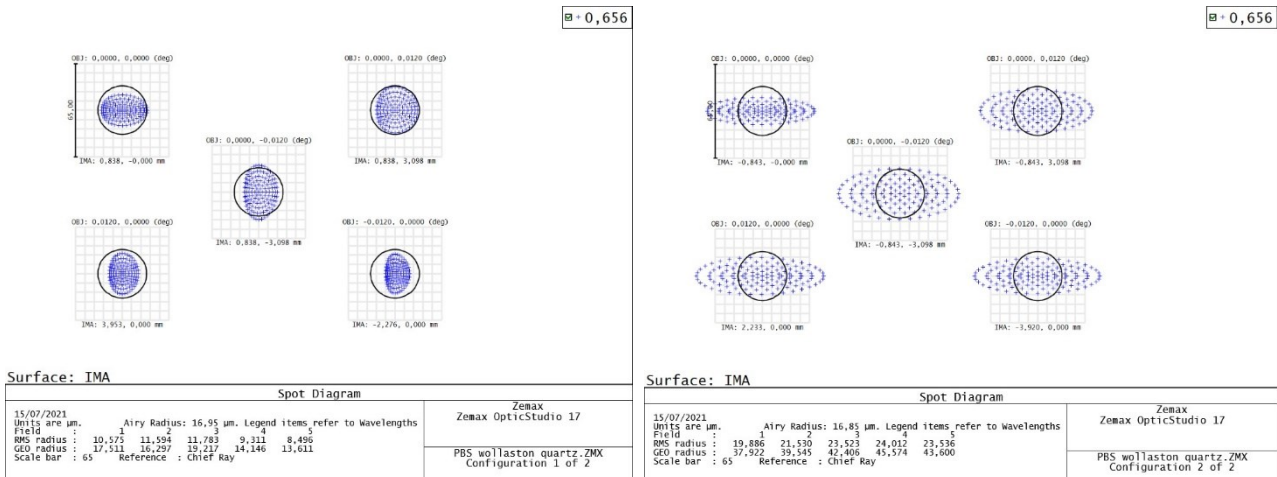 0,656
OBJ: 0,0000, 0,0000 (deg)
OBJ: 0,0000, 0,0120 (deg)
65,00
IMA: 0,838, -0,000 mm
IMA: 0,838, 3,098 mm
OBJ: 0,0000, -0,0120 (deg)
IMA: 0,838, -3,098 mm
OBJ: 0,0120, 0,0000 (deg)
OBJ: -0,0120, 0,0000 (deg)
IMA: 3,953, 0,000 mm
IMA: -2,276, 0,000 mm
Surface: IMA
Spot Diagram
15/07/2021
Units are µm. Airy Radius: 16,95 µm. Legend items refer to Wavelengths
Field : 1 2 3 4 5
RMS radius : 10,575 11,594 11,783 9,311 8,496
GEO radius : 17,511 16,297 19,217 14,146 13,611
Scale bar : 65 Reference : Chief Ray
Zemax
Zemax OpticStudio 17
PBS wollaston quartz.ZMX
Configuration 1 of 2
0,656
OBJ: 0,0000, 0,0000 (deg)
OBJ: 0,0000, 0,0120 (deg)
IMA: -0,843, -0,000 mm
IMA: -0,843, 3,098 mm
OBJ: 0,0000, -0,0120 (deg)
IMA: -0,843, -3,098 mm
OBJ: 0,0120, 0,0000 (deg)
OBJ: -0,0120, 0,0000 (deg)
IMA: 2,233, 0,000 mm
IMA: -3,920, 0,000 mm
Surface: IMA
Spot Diagram
15/07/2021
Units are µm. Airy Radius: 16,85 µm. Legend items refer to Wavelengths
Field : 1 2 3 4 5
RMS radius : 19,886 21,530 23,523 24,012 23,536
GEO radius : 37,922 39,545 42,406 45,574 43,600
Scale bar : 65 Reference : Chief Ray
Zemax
Zemax OpticStudio 17
PBS wollaston quartz.ZMX
Configuration 2 of 2